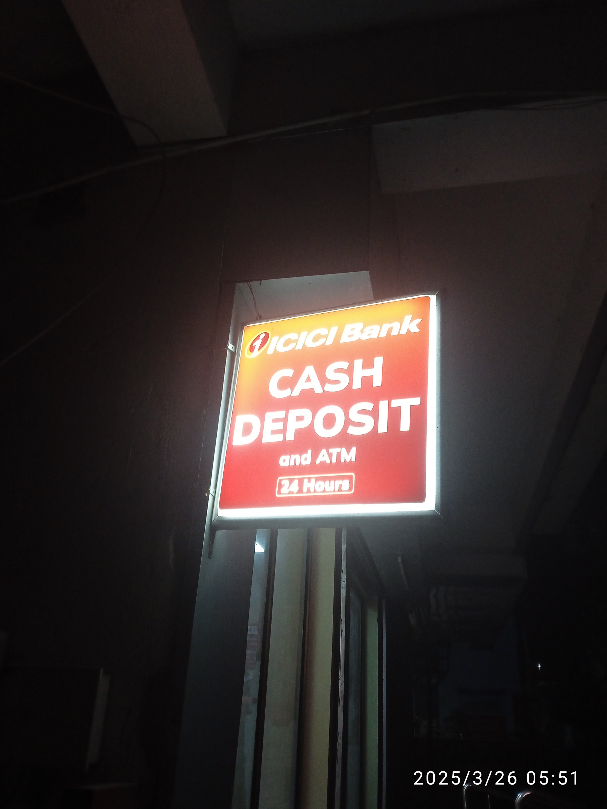 ICICI Bank
CASH
DEPOSIT
and ATM
24 Hours
2025/3/26 05:51